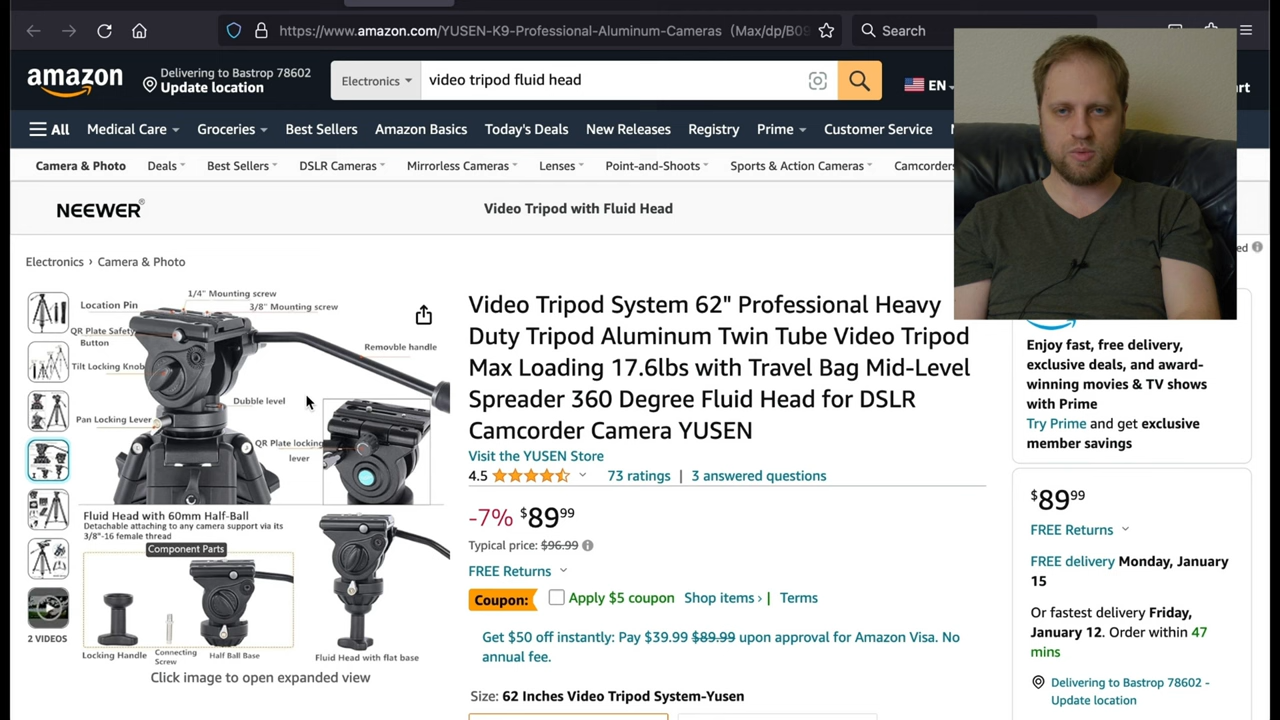 https://www.amazon.com/YUSEN-K9-Professional-Aluminum-Cameras (Max/dp/B09
Search
amazon
Delivering to Bastrop 78602
Update location
Electronics
video tripod fluid head
EN
All
Medical Care
Groceries
Best Sellers
Amazon Basics
Today's Deals
New Releases
Registry
Prime
Customer Service
Camera & Photo
Deals
Best Sellers
DSLR Cameras
Mirrorless Cameras
Lenses
Point-and-Shoots
Sports & Action Cameras
Camcorders
NEEWER®
Video Tripod with Fluid Head
Electronics › Camera & Photo
1/4" Mounting screw
Location Pin
3/8" Mounting screw
QR Plate Safety
Button
Removble handle
Tilt Locking Knob
Dubble level
Pan Locking Lever
QR Plate locking
lever
Fluid Head with 60mm Half-Ball
Detachable attaching to any camera support via its
3/8"-16 female thread
Component Parts
Locking Handle
Connecting
Screw
Half Ball Base
Fluid Head with flat base
2 VIDEOS
Click image to open expanded view
Video Tripod System 62" Professional Heavy
Duty Tripod Aluminum Twin Tube Video Tripod
Max Loading 17.6lbs with Travel Bag Mid-Level
Spreader 360 Degree Fluid Head for DSLR
Camcorder Camera YUSEN
Visit the YUSEN Store
4.5
73 ratings | 3 answered questions
-7% $89⁹⁹
Typical price: $96.99
FREE Returns
Coupon: Apply $5 coupon Shop items › | Terms
Get $50 off instantly: Pay $39.99 $89.99 upon approval for Amazon Visa. No
annual fee.
Size: 62 Inches Video Tripod System-Yusen
Enjoy fast, free delivery,
exclusive deals, and award-
winning movies & TV shows
with Prime
Try Prime and get exclusive
member savings
$89⁹⁹
FREE Returns
FREE delivery Monday, January
15
Or fastest delivery Friday,
January 12. Order within 47
mins
Delivering to Bastrop 78602 -
Update location